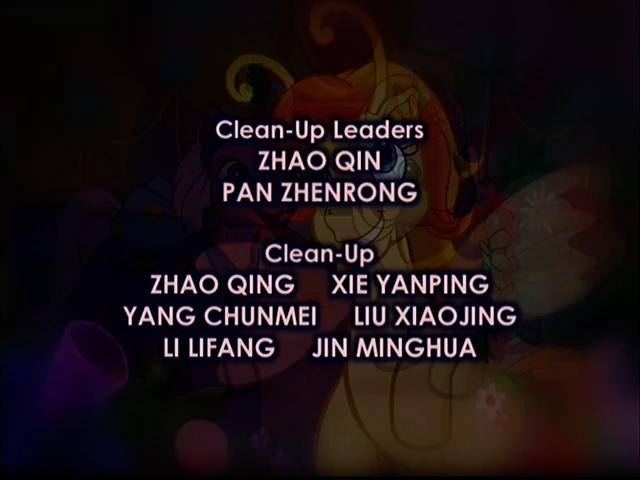 Clean-Up Leaders
ZHAO QIN
PAN ZHENRONG
Clean-Up
ZHAO QING XIE YANPING
YANG CHUNMEI LIU XIAOJING
LI LIFANG JIN MINGHUA